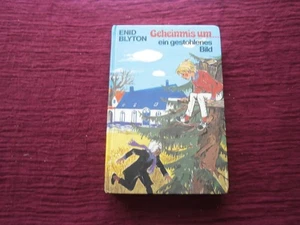 ENID
BLYTON
Geheimnis um...
ein gestohlenes
Bild